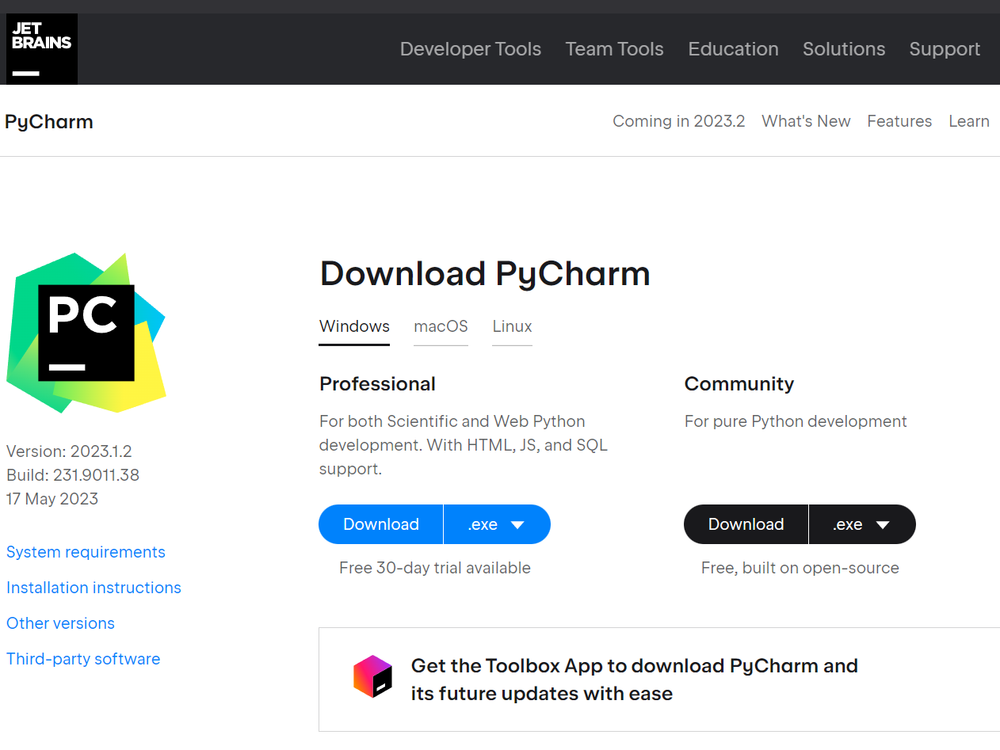 JET
BRAINS
Developer Tools Team Tools Education Solutions Support
PyCharm
Coming in 2023.2 What's New Features Learn
PC
Version: 2023.1.2
Build: 231.9011.38
17 May 2023
System requirements
Installation instructions
Other versions
Third-party software
Download PyCharm
Windows macOS Linux
Professional
For both Scientific and Web Python
development. With HTML, JS, and SQL
support.
Download .exe
Free 30-day trial available
Community
For pure Python development
Download .exe
Free, built on open-source
Get the Toolbox App to download PyCharm and
its future updates with ease